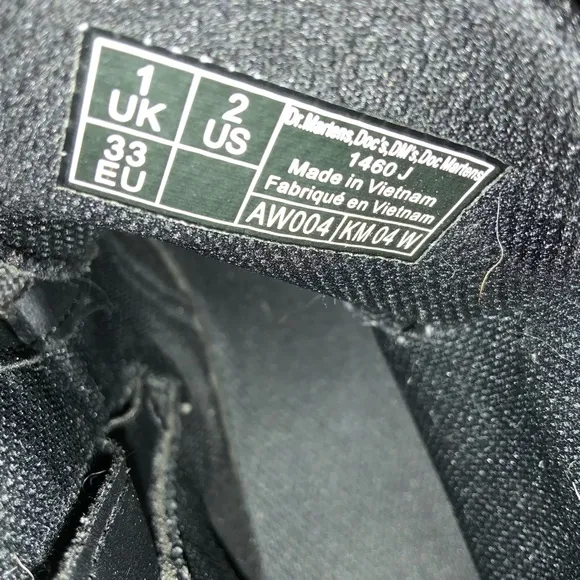 1
UK
2
US
33
EU
Dr.Martens,Doc's,DM's,Doc Martens
1460 J
Made in Vietnam
Fabriqué en Vietnam
AW004 KM 04 W